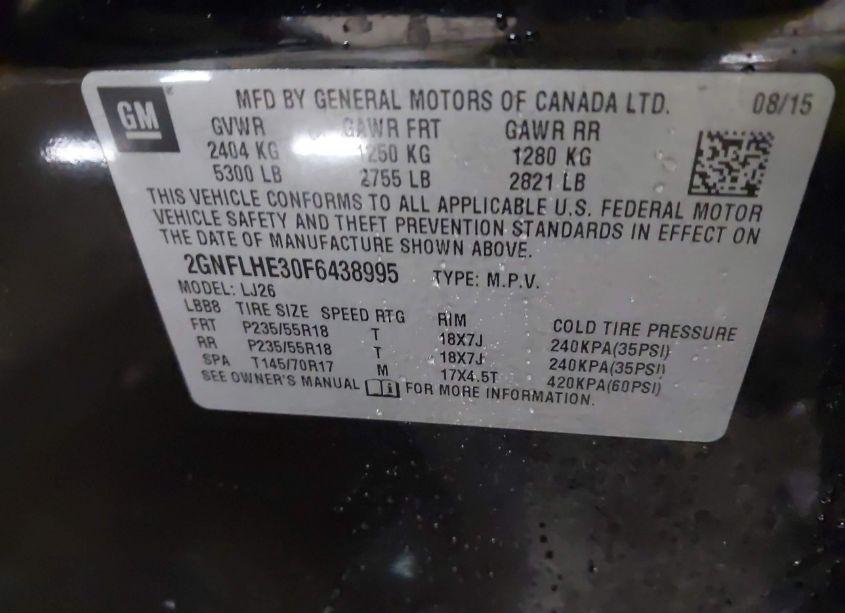 GM ® MFD BY GENERAL MOTORS OF CANADA LTD. 08/15
GVWR GAWR FRT GAWR RR
2404 KG 1250 KG 1280 KG
5300 LB 2755 LB 2821 LB
THIS VEHICLE CONFORMS TO ALL APPLICABLE U.S. FEDERAL MOTOR
VEHICLE SAFETY AND THEFT PREVENTION STANDARDS IN EFFECT ON
THE DATE OF MANUFACTURE SHOWN ABOVE.
2GNFLHE30F6438995 TYPE: M.P.V.
MODEL: LJ26
LBB8 TIRE SIZE SPEED RTG RIM COLD TIRE PRESSURE
FRT P235/55R18 T 18X7J 240KPA(35PSI)
RR P235/55R18 T 18X7J 240KPA(35PSI)
SPA T145/70R17 M 17X4.5T 420KPA(60PSI)
SEE OWNER'S MANUAL FOR MORE INFORMATION.